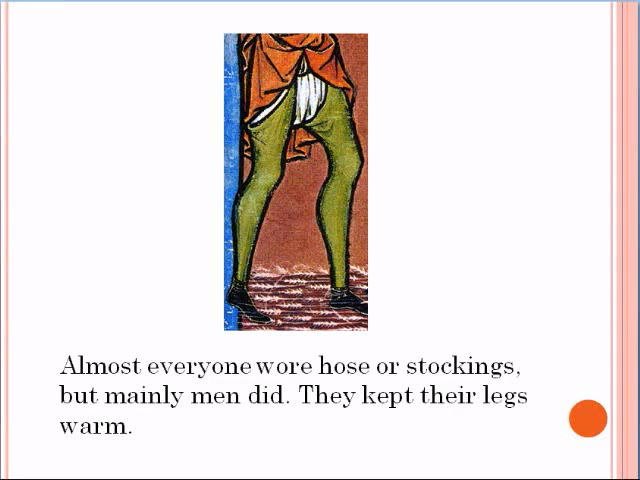 Almost everyone wore hose or stockings,
but mainly men did. They kept their legs
warm.